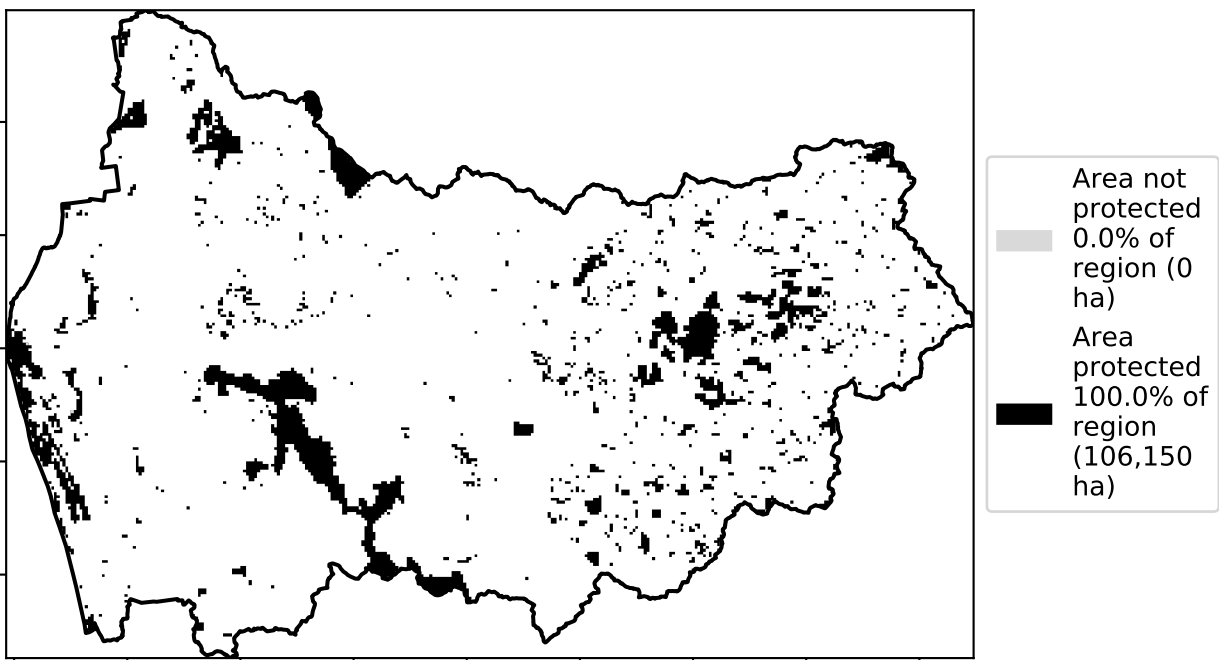 Area not
protected
0.0% of
region (0
ha)
Area
protected
100.0% of
region
(106,150
ha)